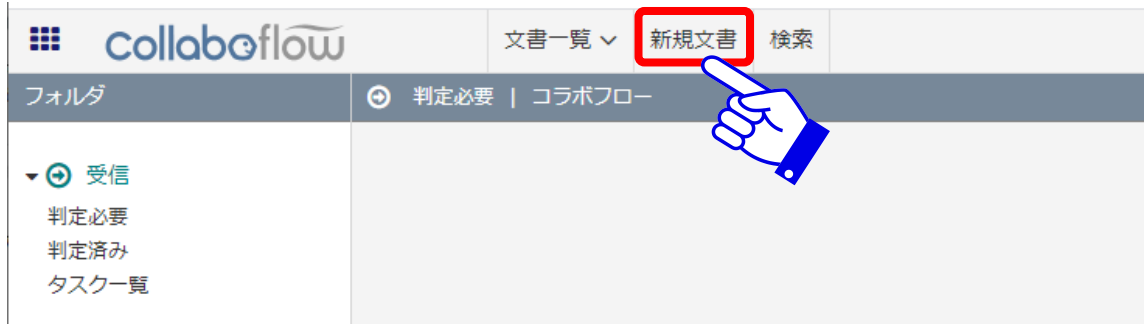 collaboflow 文書一覧 新規文書 検索
フォルダ 判定必要 | コラボフロー
受信
判定必要
判定済み
タスク一覧